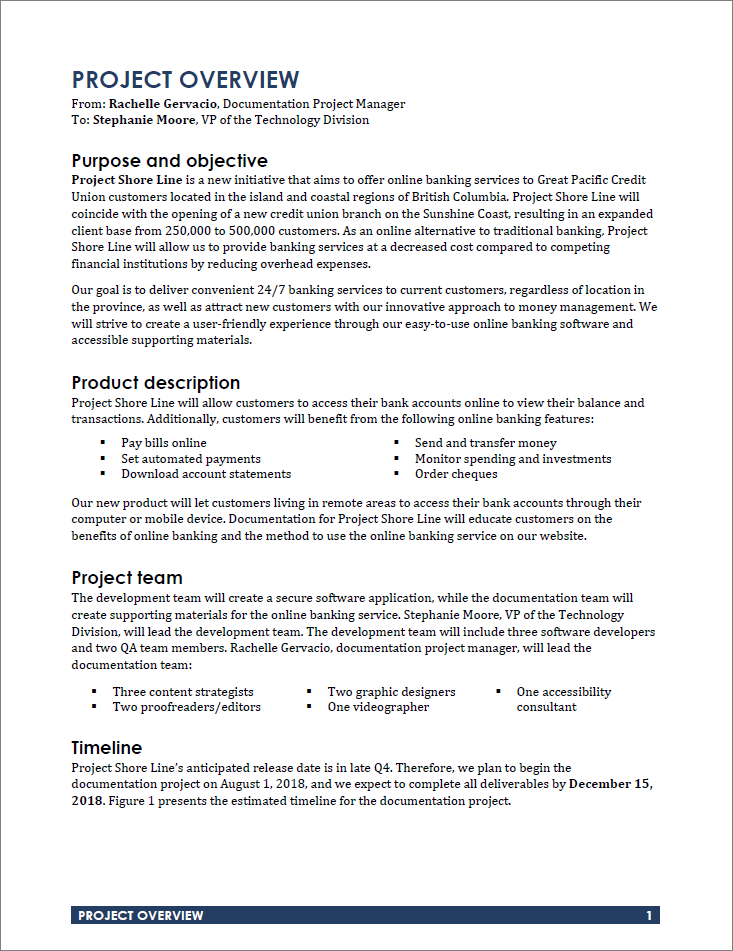 PROJECT OVERVIEW
From: Rachelle Gervacio, Documentation Project Manager
To: Stephanie Moore, VP of the Technology Division
Purpose and objective
Project Shore Line is a new initiative that aims to offer online banking services to Great Pacific Credit
Union customers located in the island and coastal regions of British Columbia. Project Shore Line will
coincide with the opening of a new credit union branch on the Sunshine Coast, resulting in an expanded
client base from 250,000 to 500,000 customers. As an online alternative to traditional banking, Project
Shore Line will allow us to provide banking services at a decreased cost compared to competing
financial institutions by reducing overhead expenses.
Our goal is to deliver convenient 24/7 banking services to current customers, regardless of location in
the province, as well as attract new customers with our innovative approach to money management. We
will strive to create a user-friendly experience through our easy-to-use online banking software and
accessible supporting materials.
Product description
Project Shore Line will allow customers to access their bank accounts online to view their balance and
transactions. Additionally, customers will benefit from the following online banking features:
▪ Pay bills online
▪ Set automated payments
▪ Download account statements
▪ Send and transfer money
▪ Monitor spending and investments
▪ Order cheques
Our new product will let customers living in remote areas to access their bank accounts through their
computer or mobile device. Documentation for Project Shore Line will educate customers on the
benefits of online banking and the method to use the online banking service on our website.
Project team
The development team will create a secure software application, while the documentation team will
create supporting materials for the online banking service. Stephanie Moore, VP of the Technology
Division, will lead the development team. The development team will include three software developers
and two QA team members. Rachelle Gervacio, documentation project manager, will lead the
documentation team:
▪ Three content strategists
▪ Two proofreaders/editors
▪ Two graphic designers
▪ One videographer
▪ One accessibility
consultant
Timeline
Project Shore Line’s anticipated release date is in late Q4. Therefore, we plan to begin the
documentation project on August 1, 2018, and we expect to complete all deliverables by December 15,
2018. Figure 1 presents the estimated timeline for the documentation project.
PROJECT OVERVIEW 1